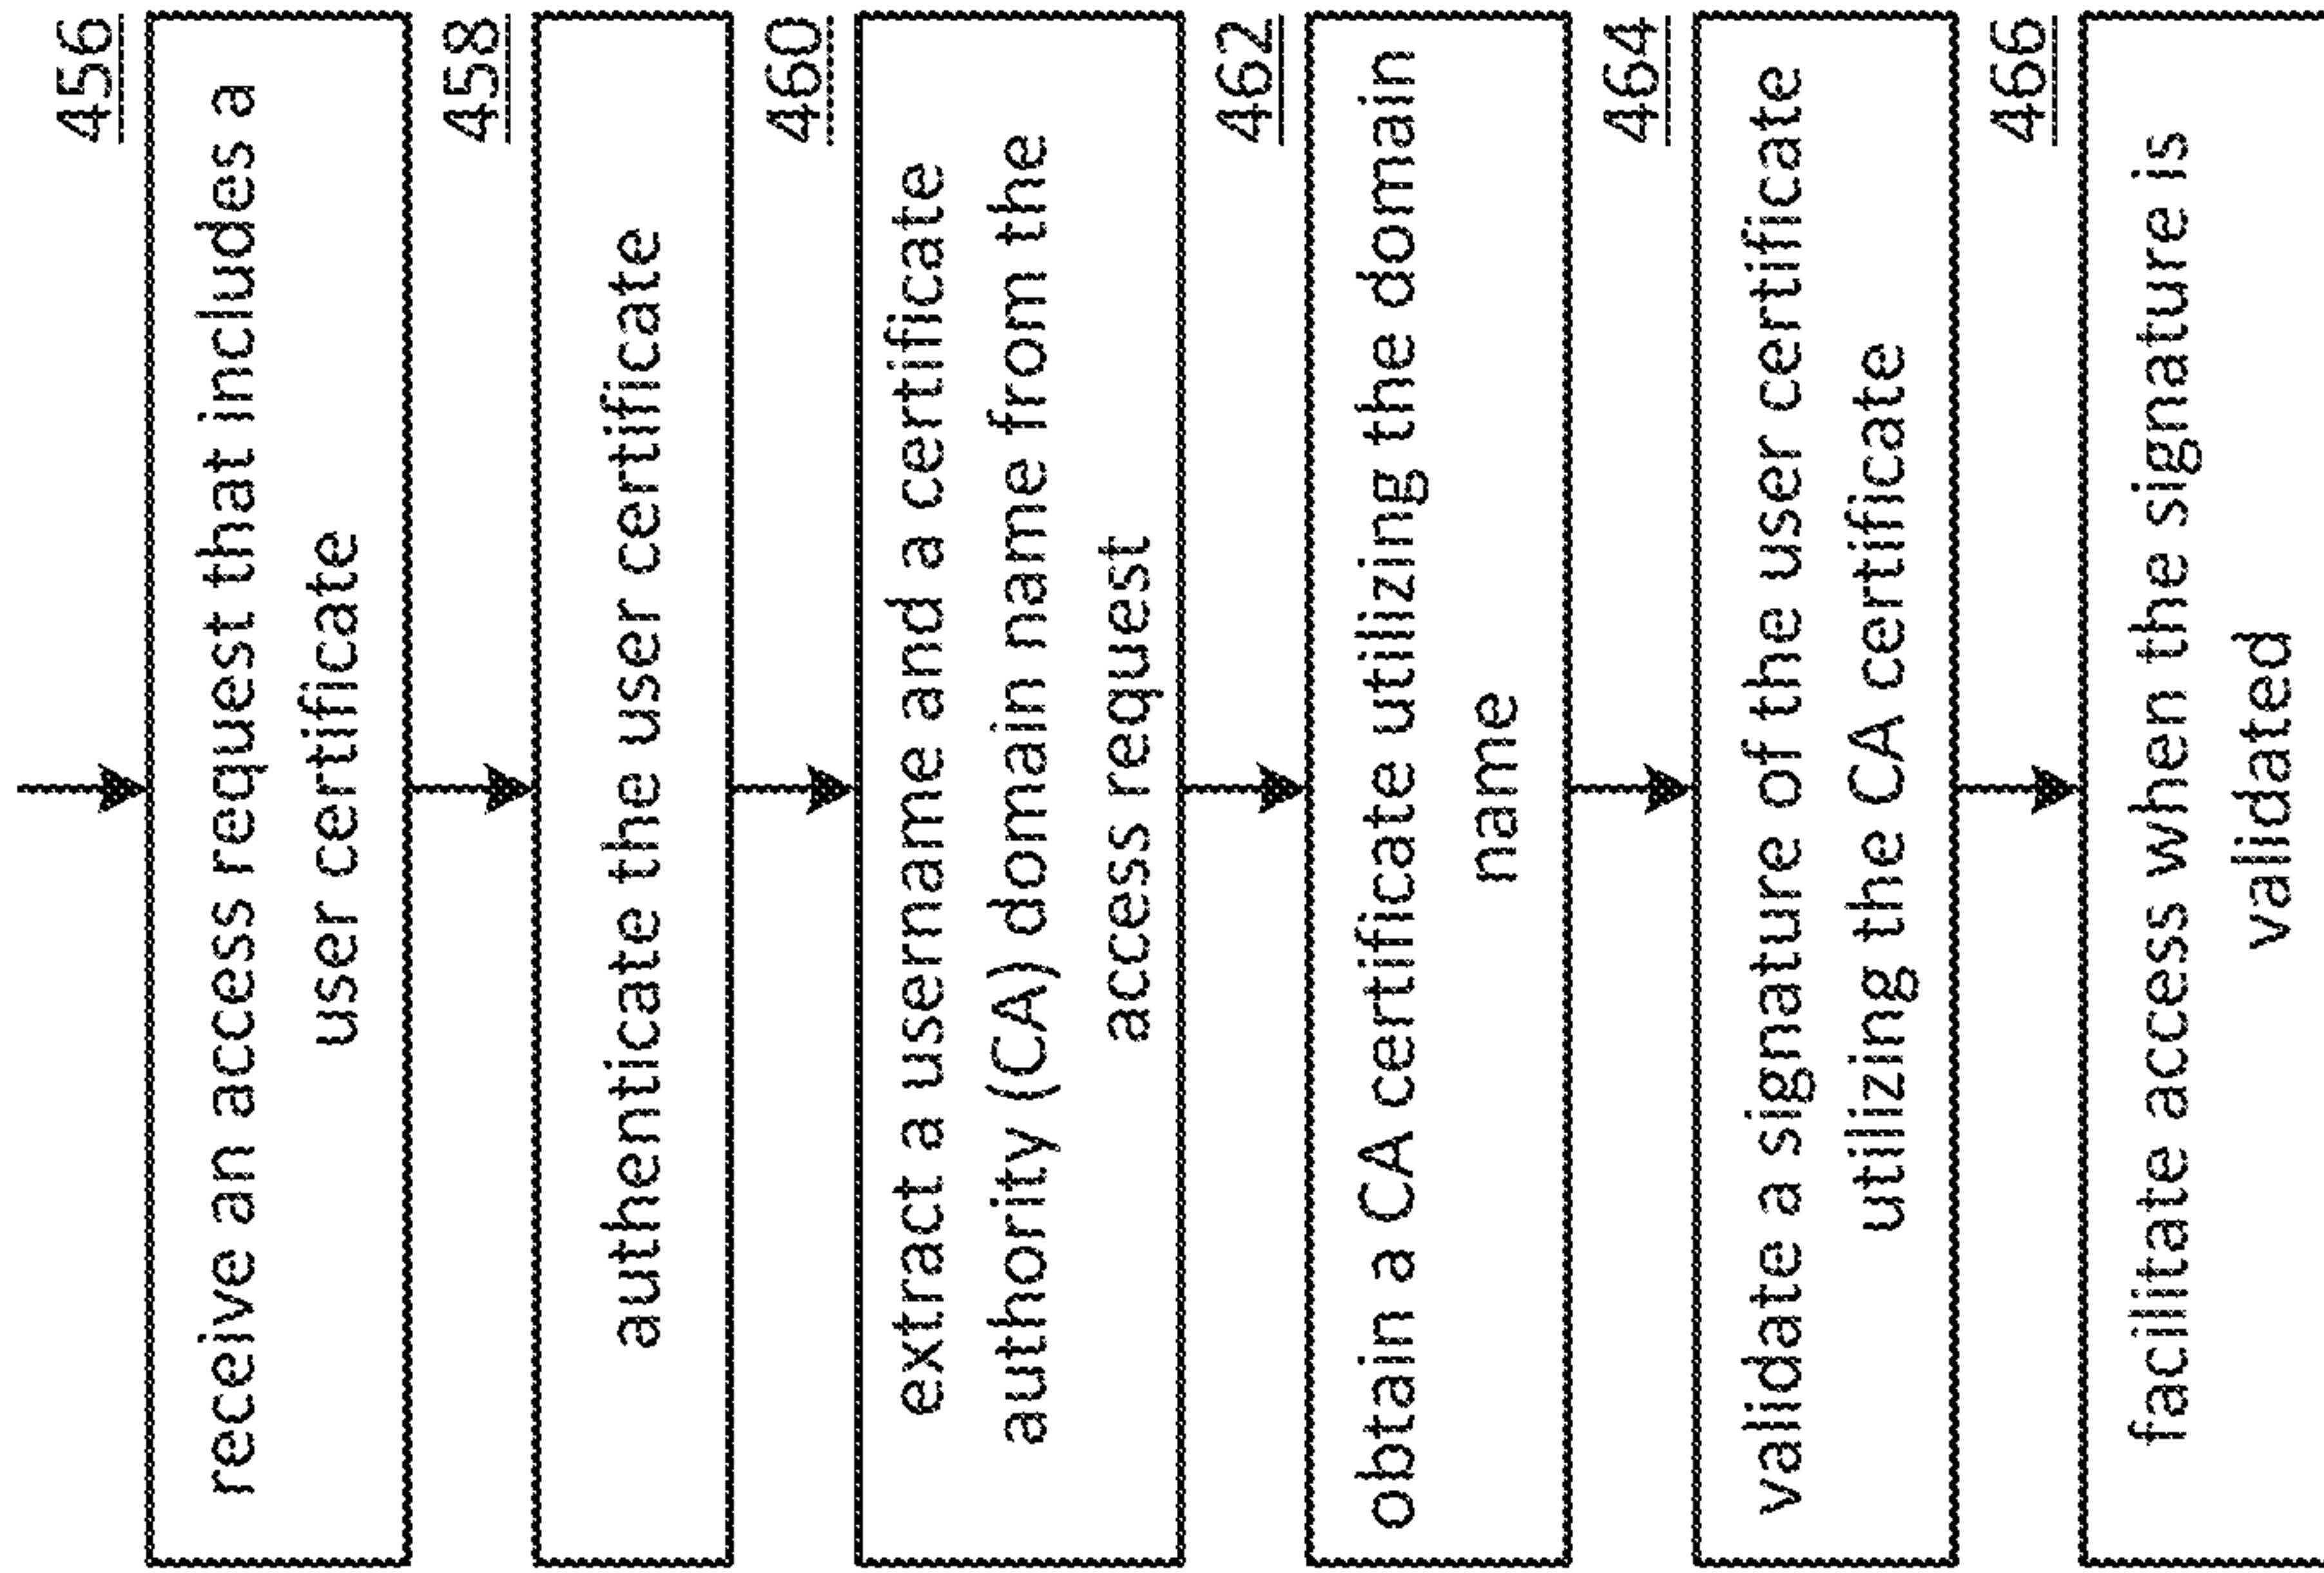 456
receive an access request that includes a
user certificate
458
authenticate the user certificate
460
extract a username and a certificate
authority (CA) domain name from the
access request
462
obtain a CA certificate utilizing the domain
name
464
validate a signature of the user certificate
utilizing the CA certificate
466
facilitate access when the signature is
validated